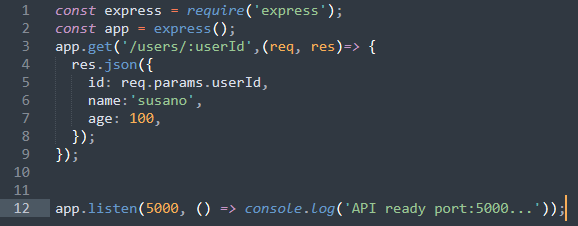 1 const express = require('express');
2 const app = express();
3 app.get('/users/:userId',(req, res)=> {
4   res.json({
5     id: req.params.userId,
6     name:'susano',
7     age: 100,
8   });
9 });
10
11
12 app.listen(5000, () => console.log('API ready port:5000...'));